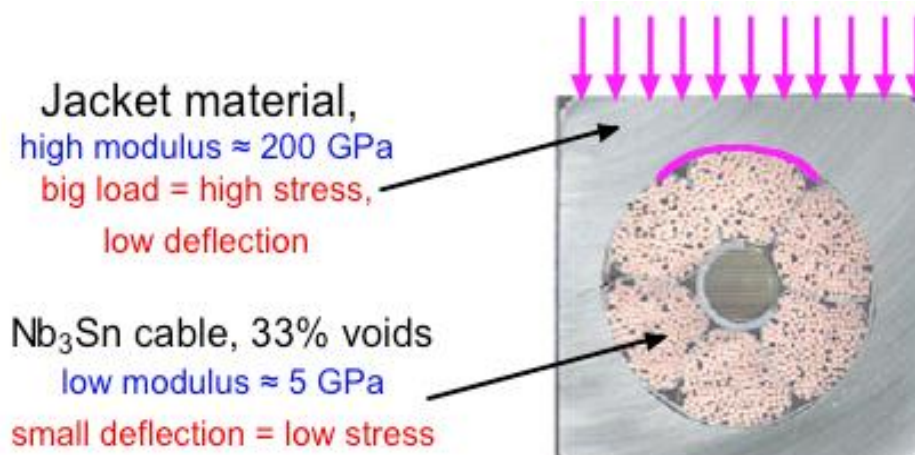 Jacket material,
high modulus ≈ 200 GPa
big load = high stress,
low deflection
Nb₃Sn cable, 33% voids
low modulus ≈ 5 GPa
small deflection = low stress